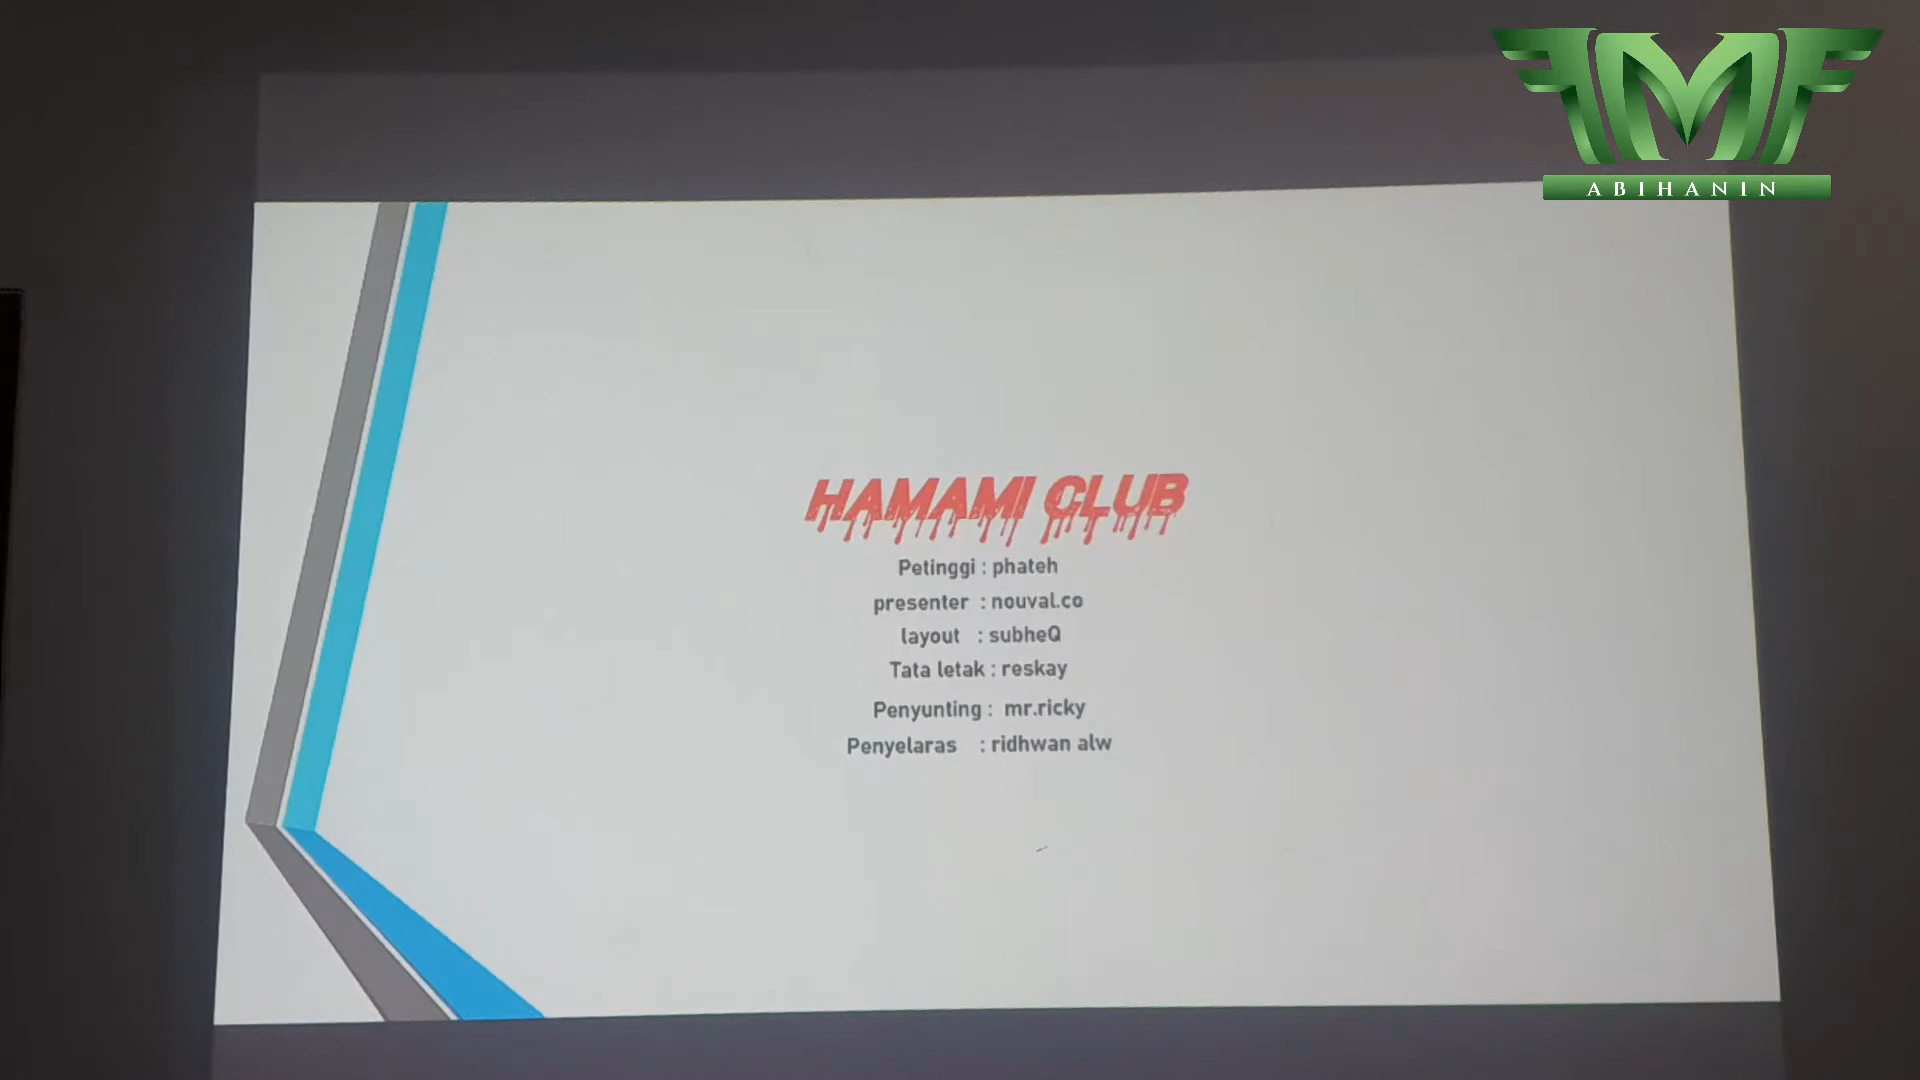 FMF
ABIHANIN
HAMAMI CLUB
Petinggi : phateh
presenter : nouval.co
layout : subheQ
Tata letak : reskay
Penyunting : mr.ricky
Penyelaras : ridhwan alw